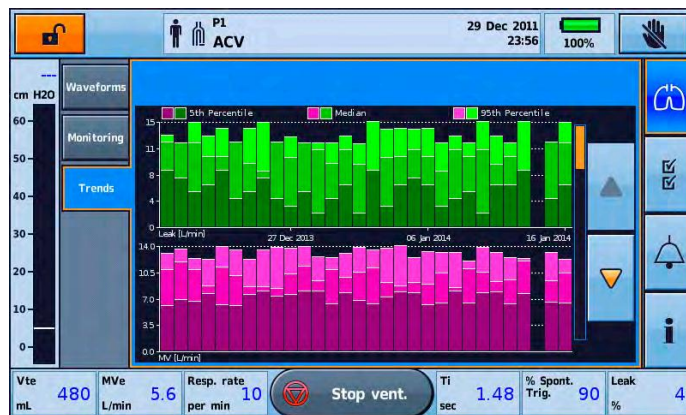 P1
ACV
29 Dec 2011
23:56
100%
---
cm H2O
60
50
40
30
20
10
0
Waveforms
Monitoring
Trends
5th Percentile Median 95th Percentile
15
11
8
4
0
Leak [L/min] 27 Dec 2013 06 Jan 2014 16 Jan 2014
14.0
10.5
7.0
3.5
0.0
MV [L/min]
Vte 480 mL
MVe 5.6 L/min
Resp. rate 10 per min
Stop vent.
Ti 1.48 sec
% Spont. Trig. 90
Leak 4 %